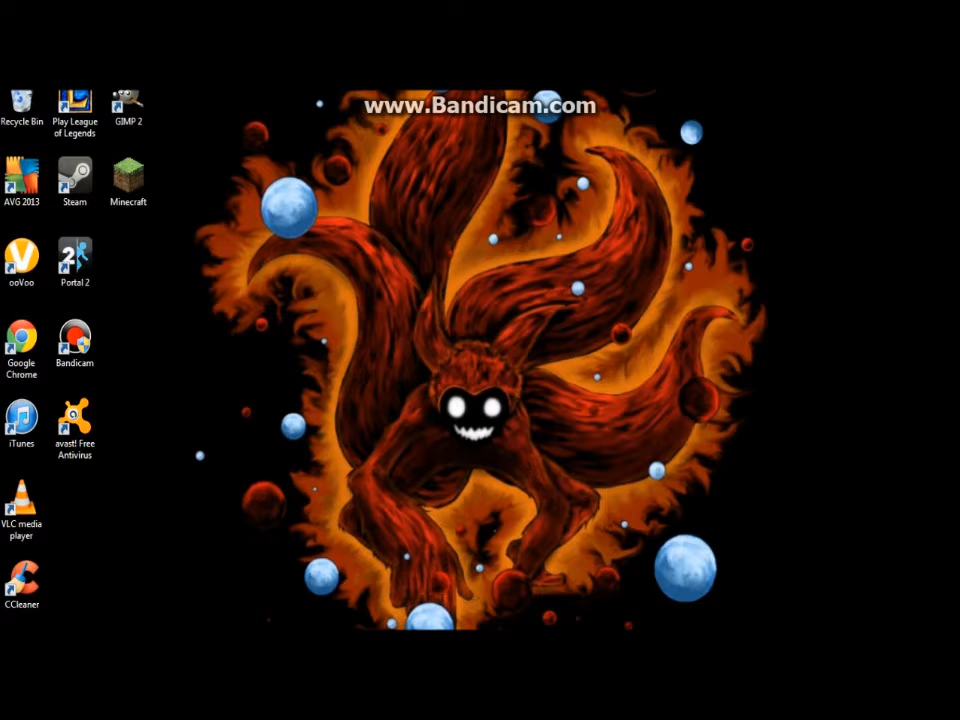 www.Bandicam.com
Recycle Bin
Play League
of Legends
GIMP 2
AVG 2013
Steam
Minecraft
ooVoo
2
Portal 2
Google
Chrome
Bandicam
iTunes
avast! Free
Antivirus
VLC media
player
CCleaner